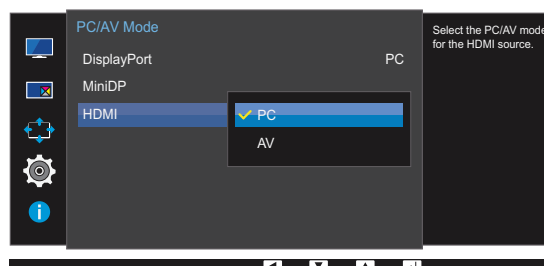 PC/AV Mode
Select the PC/AV mode
for the HDMI source.
DisplayPort PC
MiniDP
HDMI PC
AV